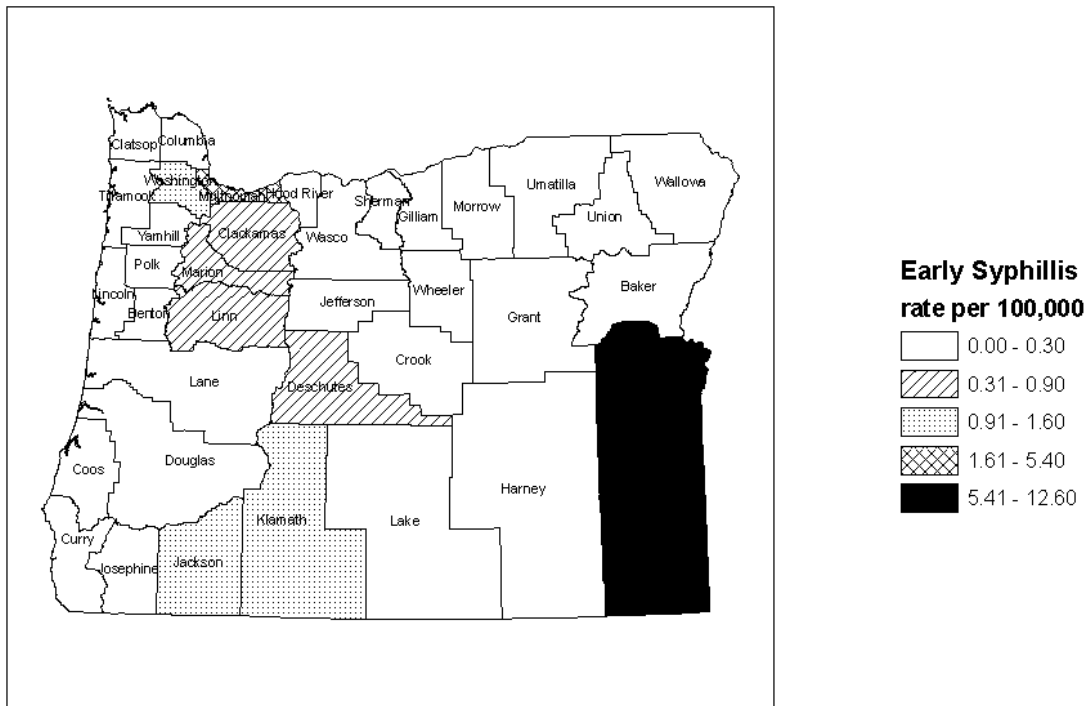 Clatsop
Columbia
Washington
Tillamook
Multnomah
Hood River
Sherman
Gilliam
Morrow
Umatilla
Union
Wallowa
Yamhill
Clackamas
Wasco
Polk
Marion
Lincoln
Benton
Linn
Jefferson
Wheeler
Grant
Baker
Crook
Lane
Deschutes
Douglas
Coos
Harney
Klamath
Lake
Curry
Josephine
Jackson
Early Syphillis
rate per 100,000
0.00 - 0.30
0.31 - 0.90
0.91 - 1.60
1.61 - 5.40
5.41 - 12.60